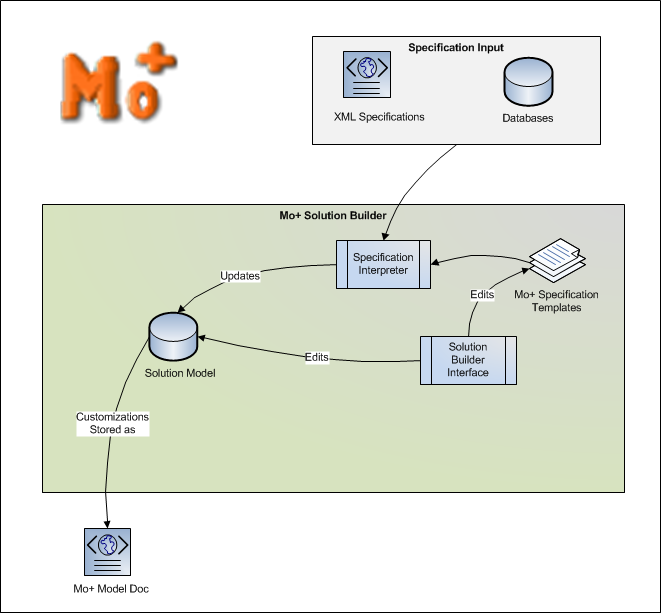 Mo+
Specification Input
XML Specifications
Databases
Mo+ Solution Builder
Specification
Interpreter
Updates
Edits
Mo+ Specification
Templates
Solution
Builder
Interface
Edits
Solution Model
Customizations
Stored as
Mo+ Model Doc